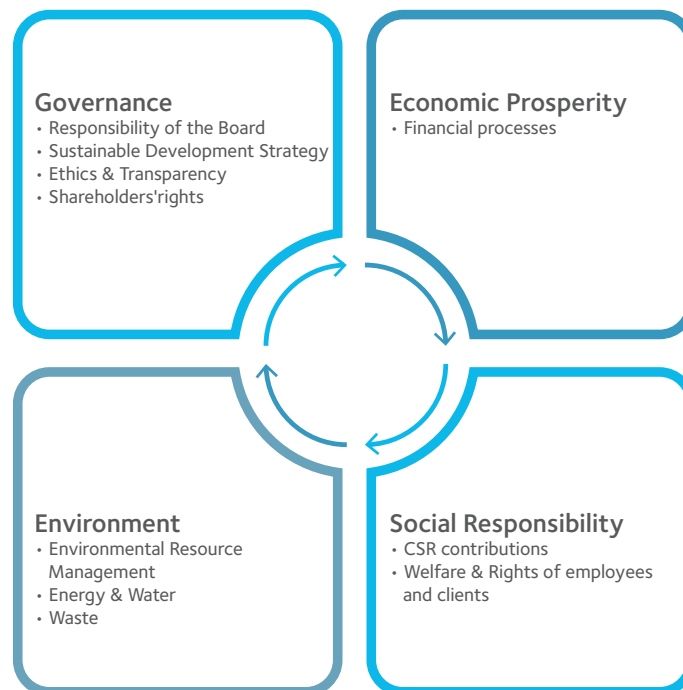 Governance
• Responsibility of the Board
• Sustainable Development Strategy
• Ethics & Transparency
• Shareholders'rights
Economic Prosperity
• Financial processes
Environment
• Environmental Resource
Management
• Energy & Water
• Waste
Social Responsibility
• CSR contributions
• Welfare & Rights of employees
and clients